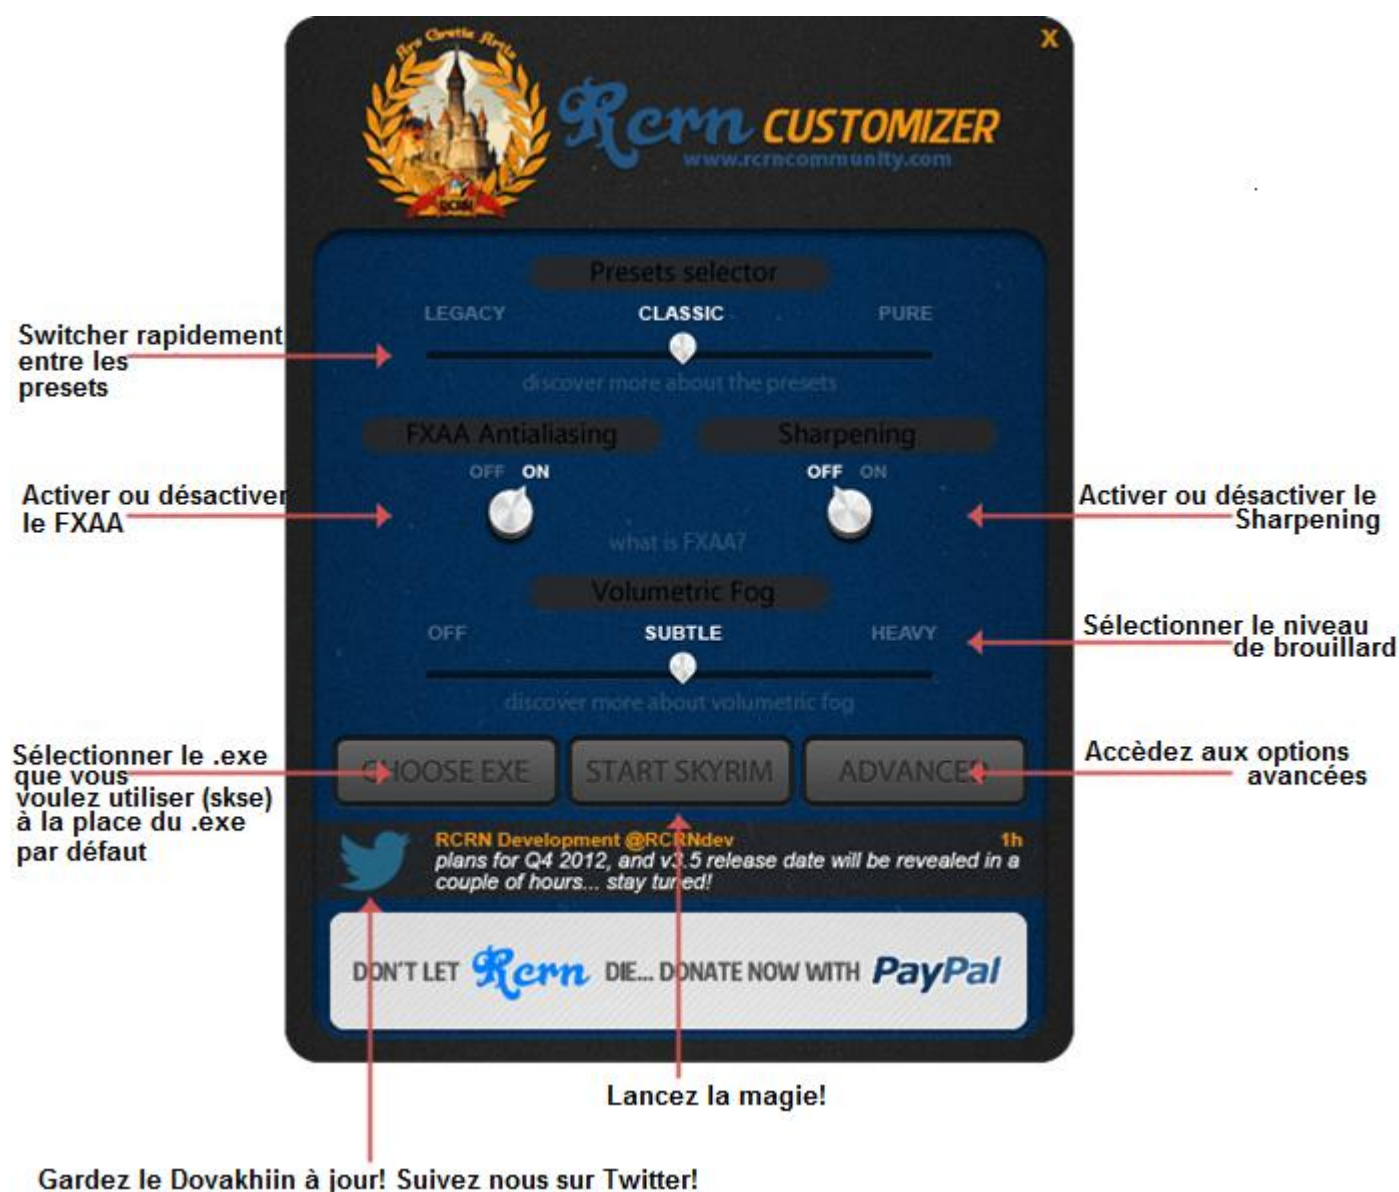 Ars Gratia Artis
X
RCRN
Rcrn CUSTOMIZER
www.rcrncommunity.com
Presets selector
LEGACY CLASSIC PURE
discover more about the presets
Switcher rapidement
entre les
presets
FXAA Antialiasing
Sharpening
OFF ON
OFF ON
what is FXAA?
Activer ou désactiver
le FXAA
Activer ou désactiver le
Sharpening
Volumetric Fog
OFF SUBTLE HEAVY
discover more about volumetric fog
Sélectionner le niveau
de brouillard
CHOOSE EXE
START SKYRIM
ADVANCED
Sélectionner le .exe
que vous
voulez utiliser (skse)
à la place du .exe
par défaut
Accèdez aux options
avancées
RCRN Development @RCRNdev 1h
plans for Q4 2012, and v3.5 release date will be revealed in a
couple of hours... stay tuned!
DON'T LET Rcrn DIE... DONATE NOW WITH PayPal
Lancez la magie!
Gardez le Dovakhiin à jour! Suivez nous sur Twitter!